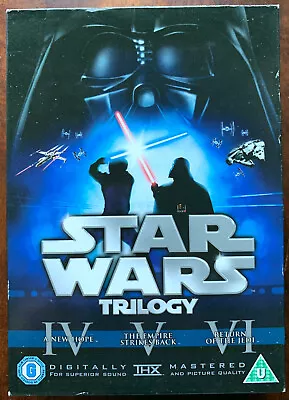 STAR
WARS
TRILOGY
IV V VI
A NEW HOPE THE EMPIRE STRIKES BACK RETURN OF THE JEDI
G DIGITALLY THX MASTERED U
FOR SUPERIOR SOUND AND PICTURE QUALITY